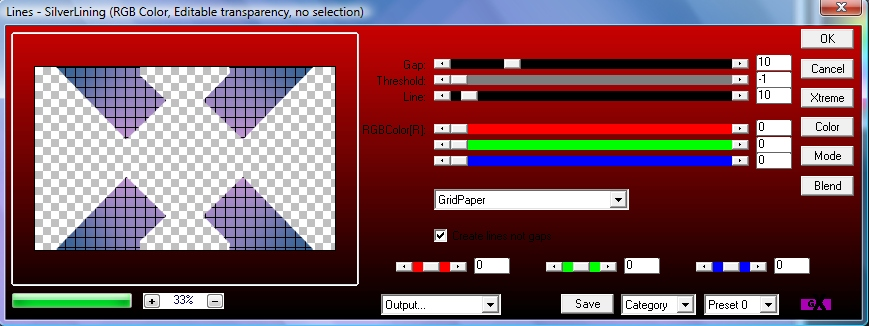 Lines - SilverLining (RGB Color, Editable transparency, no selection)
OK
Gap: 10
Cancel
Threshold: -1
Line: 10
Xtreme
RGBColor(R): 0
Color
0
0
Mode
Blend
GridPaper
Create lines not gaps
0 0 0
+ 33% -
Output...
Save
Category
Preset 0